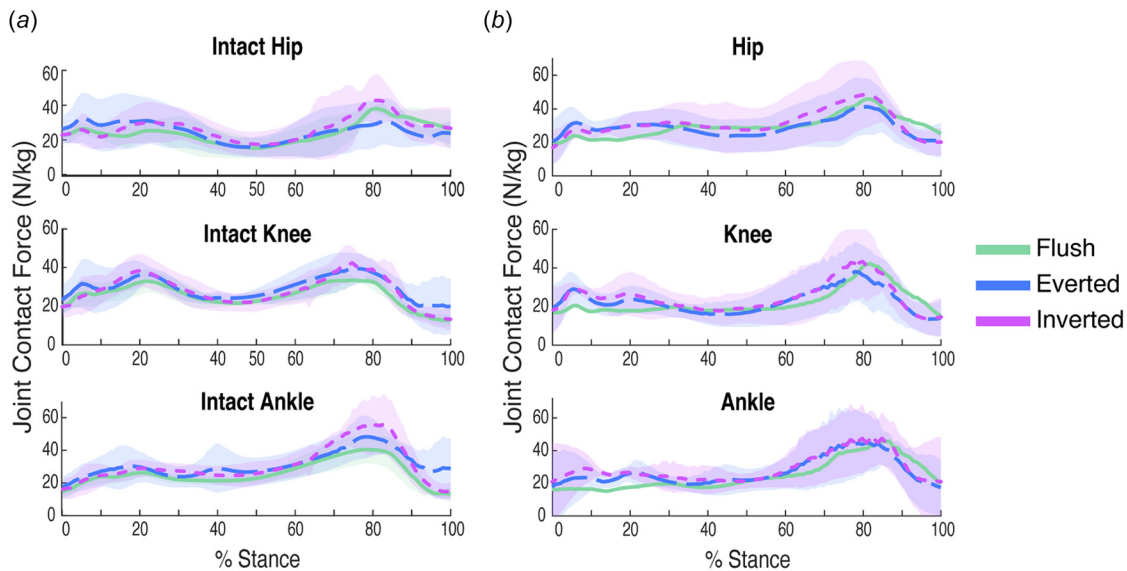 (a)
Intact Hip
60
40
20
0
0 20 40 50 60 80 100
Intact Knee
60
40
20
0
0 20 40 50 60 80 100
Intact Ankle
60
40
20
0
0 20 40 50 60 80 100
Joint Contact Force (N/kg)
% Stance
(b)
Hip
60
40
20
0
0 20 40 60 80 100
Knee
60
40
20
0
0 20 40 60 80 100
Ankle
60
40
20
0
0 20 40 60 80 100
Joint Contact Force (N/kg)
% Stance
Flush
Everted
Inverted